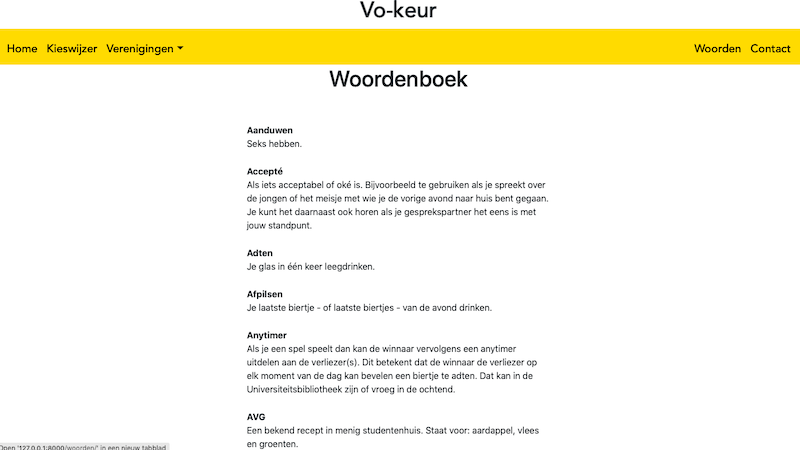 Vo-keur
Home Kieswijzer Verenigingen Woorden Contact
Woordenboek
Aanduwen
Seks hebben.
Accepté
Als iets acceptabel of oké is. Bijvoorbeeld te gebruiken als je spreekt over
de jongen of het meisje met wie je de vorige avond naar huis bent gegaan.
Je kunt het daarnaast ook horen als je gesprekspartner het eens is met
jouw standpunt.
Adten
Je glas in één keer leegdrinken.
Afpilsen
Je laatste biertje - of laatste biertjes - van de avond drinken.
Anytimer
Als je een spel speelt dan kan de winnaar vervolgens een anytimer
uitdelen aan de verliezer(s). Dit betekent dat de winnaar de verliezer op
elk moment van de dag kan bevelen een biertje te adten. Dat kan in de
Universiteitsbibliotheek zijn of vroeg in de ochtend.
AVG
Een bekend recept in menig studentenhuis. Staat voor: aardappel, vlees
en groenten.
Open '127.0.0.1:8000/woorden/' in een nieuw tabblad